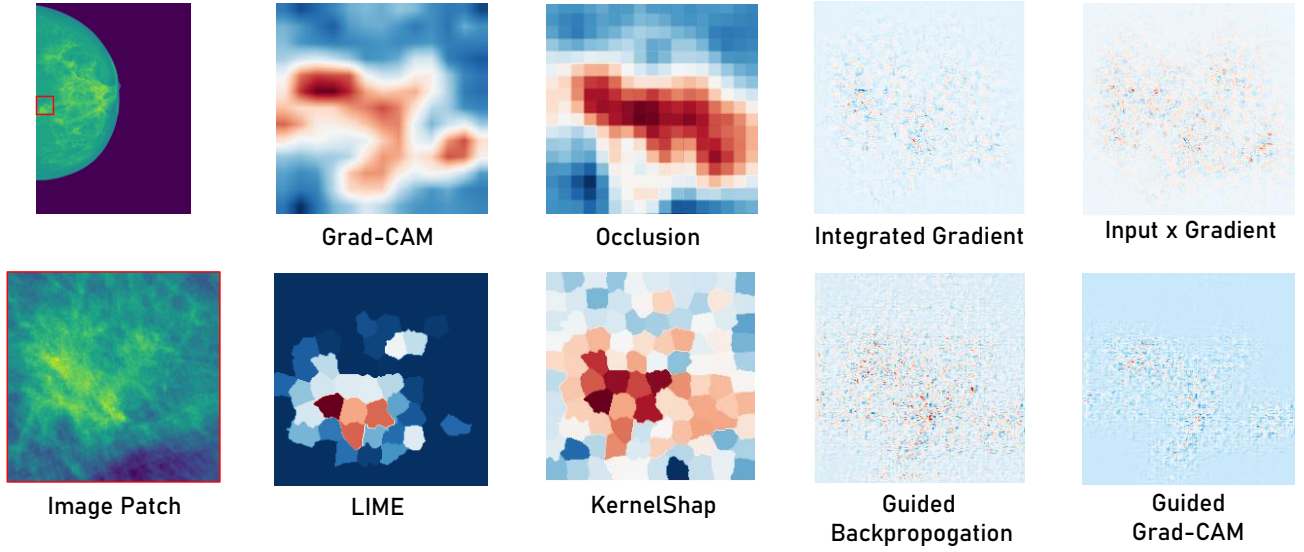 Grad-CAM
Occlusion
Integrated Gradient
Input x Gradient
Image Patch
LIME
KernelShap
Guided
Backpropogation
Guided
Grad-CAM